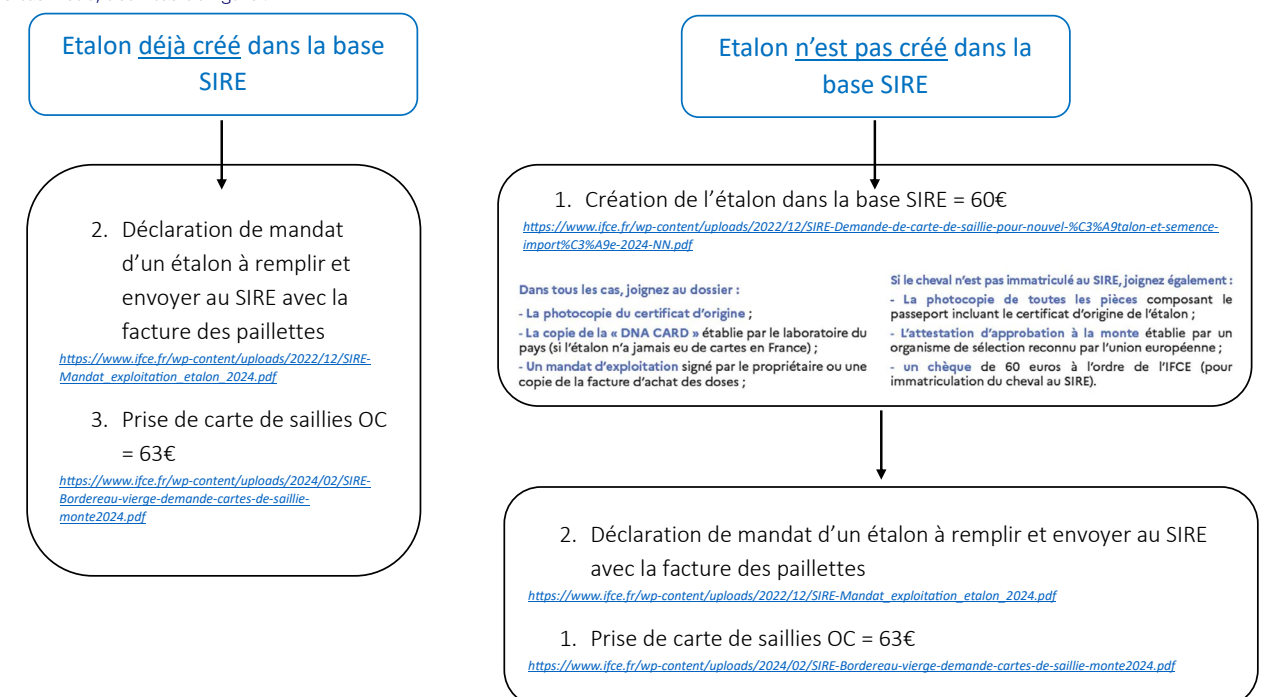 Etalon déjà créé dans la base
SIRE
2. Déclaration de mandat
d'un étalon à remplir et
envoyer au SIRE avec la
facture des paillettes
https://www.ifce.fr/wp-content/uploads/2022/12/SIRE-
Mandat_exploitation_etalon_2024.pdf
3. Prise de carte de saillies OC
= 63€
https://www.ifce.fr/wp-content/uploads/2024/02/SIRE-
Bordereau-vierge-demande-cartes-de-saillie-
monte2024.pdf
Etalon n'est pas créé dans la
base SIRE
1. Création de l'étalon dans la base SIRE = 60€
https://www.ifce.fr/wp-content/uploads/2022/12/SIRE-Demande-de-carte-de-saillie-pour-nouvel-%C3%A9talon-et-semence-
import%C3%A9e-2024-NN.pdf
Dans tous les cas, joignez au dossier :
- La photocopie du certificat d'origine ;
- La copie de la « DNA CARD » établie par le laboratoire du
pays (si l'étalon n'a jamais eu de cartes en France) ;
- Un mandat d'exploitation signé par le propriétaire ou une
copie de la facture d'achat des doses ;
Si le cheval n'est pas immatriculé au SIRE, joignez également :
- La photocopie de toutes les pièces composant le
passeport incluant le certificat d'origine de l'étalon ;
- L'attestation d'approbation à la monte établie par un
organisme de sélection reconnu par l'union européenne ;
- un chèque de 60 euros à l'ordre de l'IFCE (pour
immatriculation du cheval au SIRE).
2. Déclaration de mandat d'un étalon à remplir et envoyer au SIRE
avec la facture des paillettes
https://www.ifce.fr/wp-content/uploads/2022/12/SIRE-Mandat_exploitation_etalon_2024.pdf
1. Prise de carte de saillies OC = 63€
https://www.ifce.fr/wp-content/uploads/2024/02/SIRE-Bordereau-vierge-demande-cartes-de-saillie-monte2024.pdf